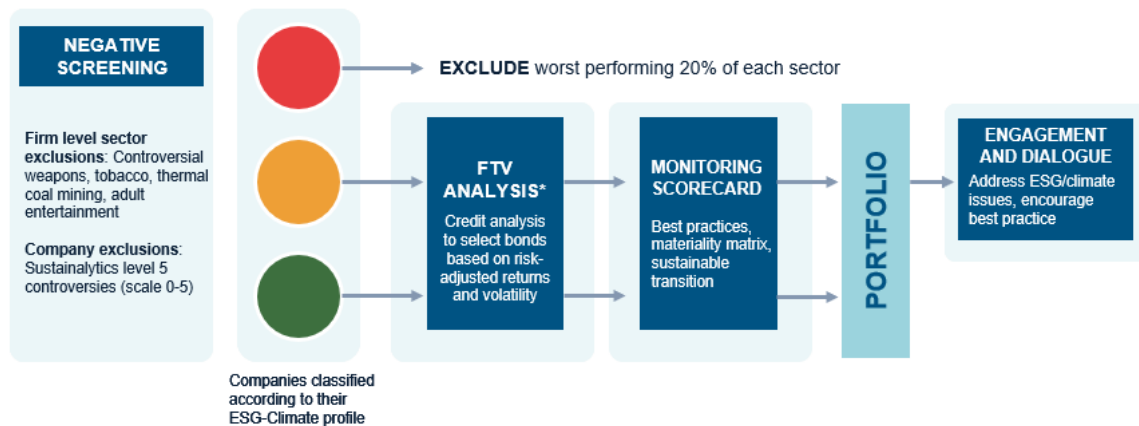 NEGATIVE
SCREENING
Firm level sector
exclusions: Controversial
weapons, tobacco, thermal
coal mining, adult
entertainment
Company exclusions:
Sustainalytics level 5
controversies (scale 0-5)
Companies classified
according to their
ESG-Climate profile
EXCLUDE worst performing 20% of each sector
FTV
ANALYSIS*
Credit analysis
to select bonds
based on risk-
adjusted returns
and volatility
MONITORING
SCORECARD
Best practices,
materiality matrix,
sustainable
transition
PORTFOLIO
ENGAGEMENT
AND DIALOGUE
Address ESG/climate
issues, encourage
best practice